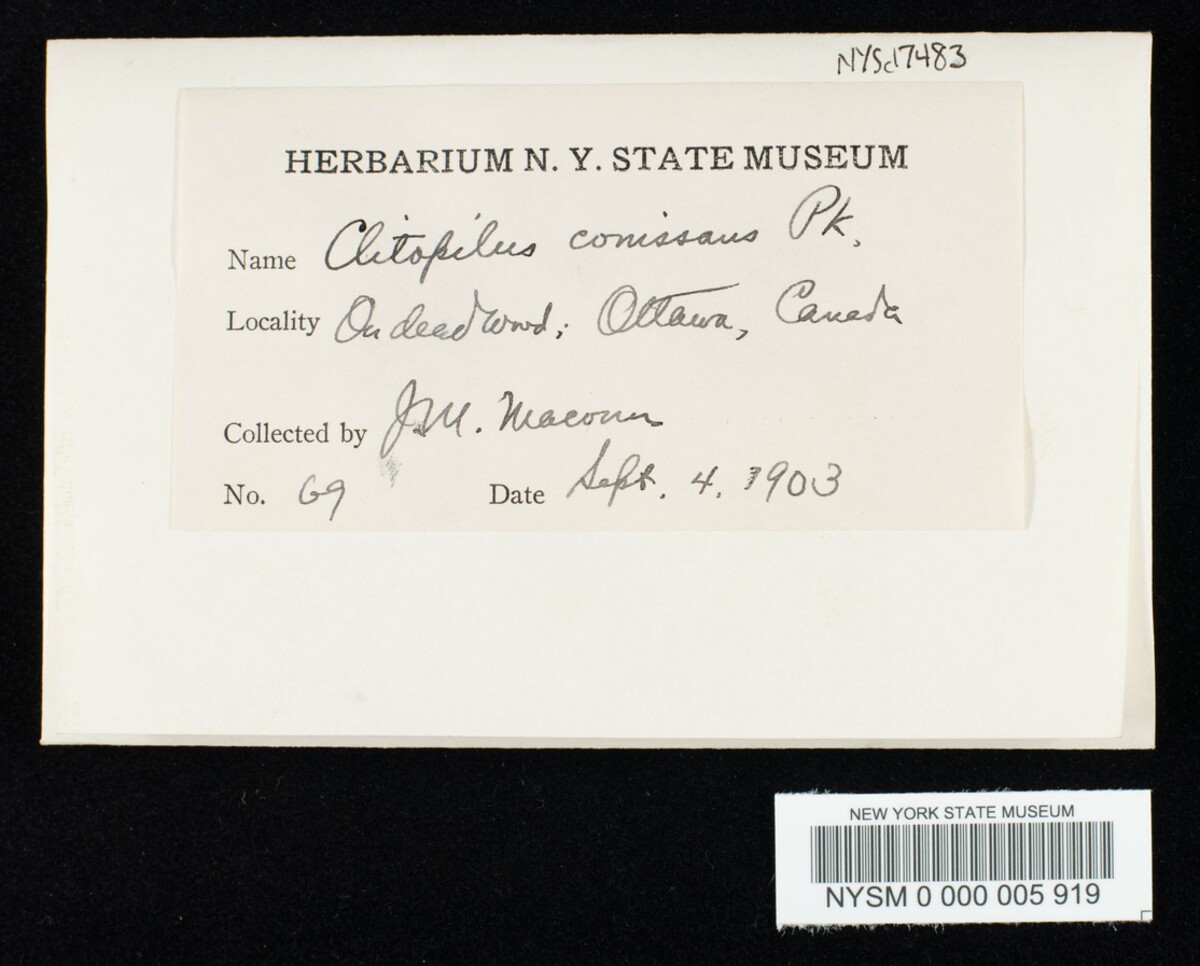 NYSd7483
HERBARIUM N. Y. STATE MUSEUM
Name Clitopilus conissans Pk.
Locality On dead wood; Ottawa, Canada
Collected by J.M. Macoun
No. 69 Date Sept. 4. 1903
NEW YORK STATE MUSEUM
NYSM 0 000 005 919